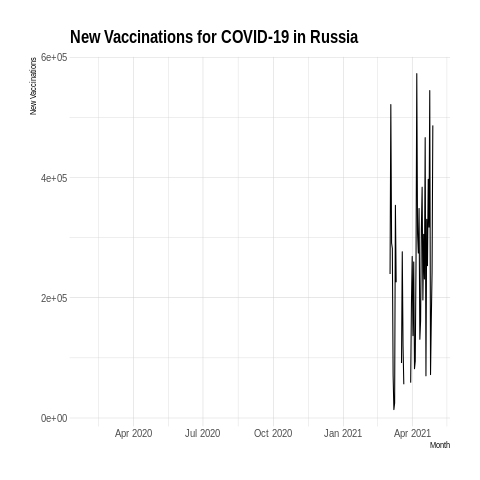 New Vaccinations for COVID-19 in Russia
New Vaccinations
6e+05
4e+05
2e+05
0e+00
Apr 2020 Jul 2020 Oct 2020 Jan 2021 Apr 2021
Month